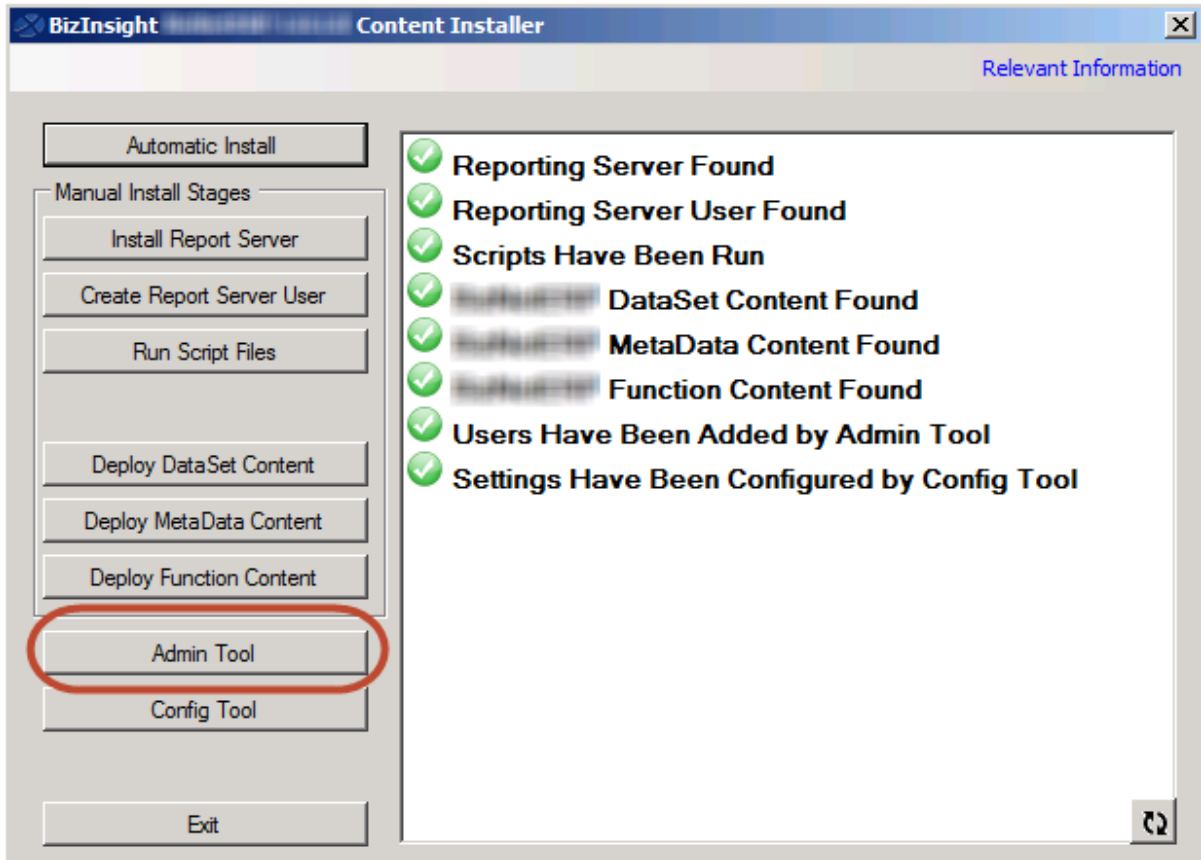 BizInsight Content Installer
Relevant Information
Automatic Install
Manual Install Stages
Install Report Server
Create Report Server User
Run Script Files
Deploy DataSet Content
Deploy MetaData Content
Deploy Function Content
Admin Tool
Config Tool
Exit
Reporting Server Found
Reporting Server User Found
Scripts Have Been Run
DataSet Content Found
MetaData Content Found
Function Content Found
Users Have Been Added by Admin Tool
Settings Have Been Configured by Config Tool